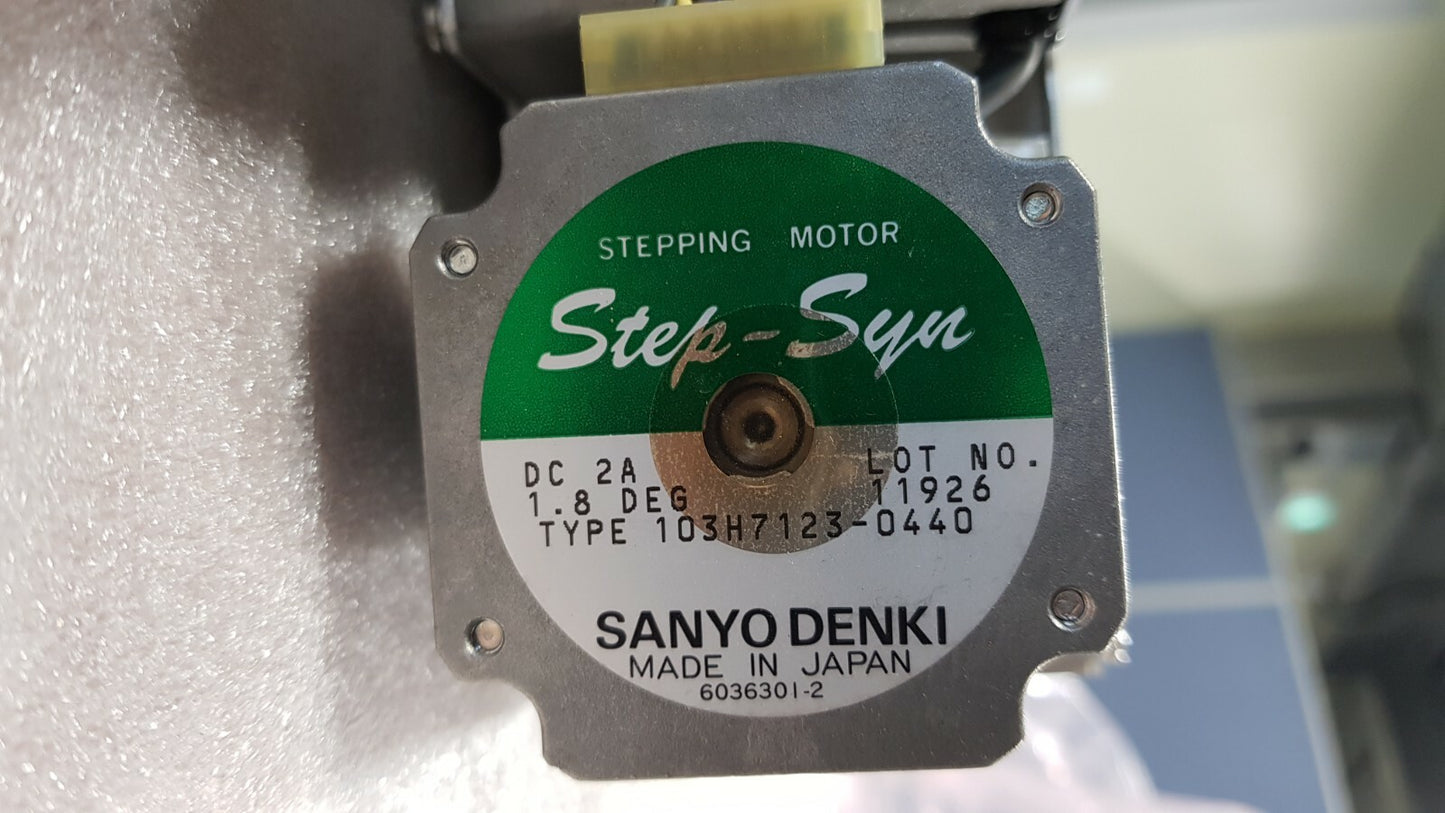 STEPPING MOTOR
Step-Syn
DC 2A
1.8 DEG
LOT NO.
11926
TYPE 103H7123-0440
SANYO DENKI
MADE IN JAPAN
6036301-2